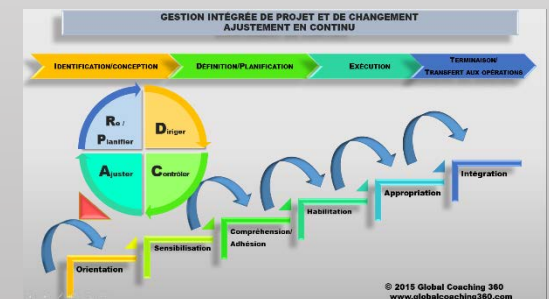 GESTION INTÉGRÉE DE PROJET ET DE CHANGEMENT
AJUSTEMENT EN CONTINU
IDENTIFICATION/CONCEPTION
DÉFINITION/PLANIFICATION
EXÉCUTION
TERMINAISON/
TRANSFERT AUX OPÉRATIONS
Re /
Planifier
Diriger
Ajuster
Contrôler
Intégration
Appropriation
Habilitation
Compréhension/
Adhésion
Sensibilisation
Orientation
© 2015 Global Coaching 360
www.globalcoaching360.com